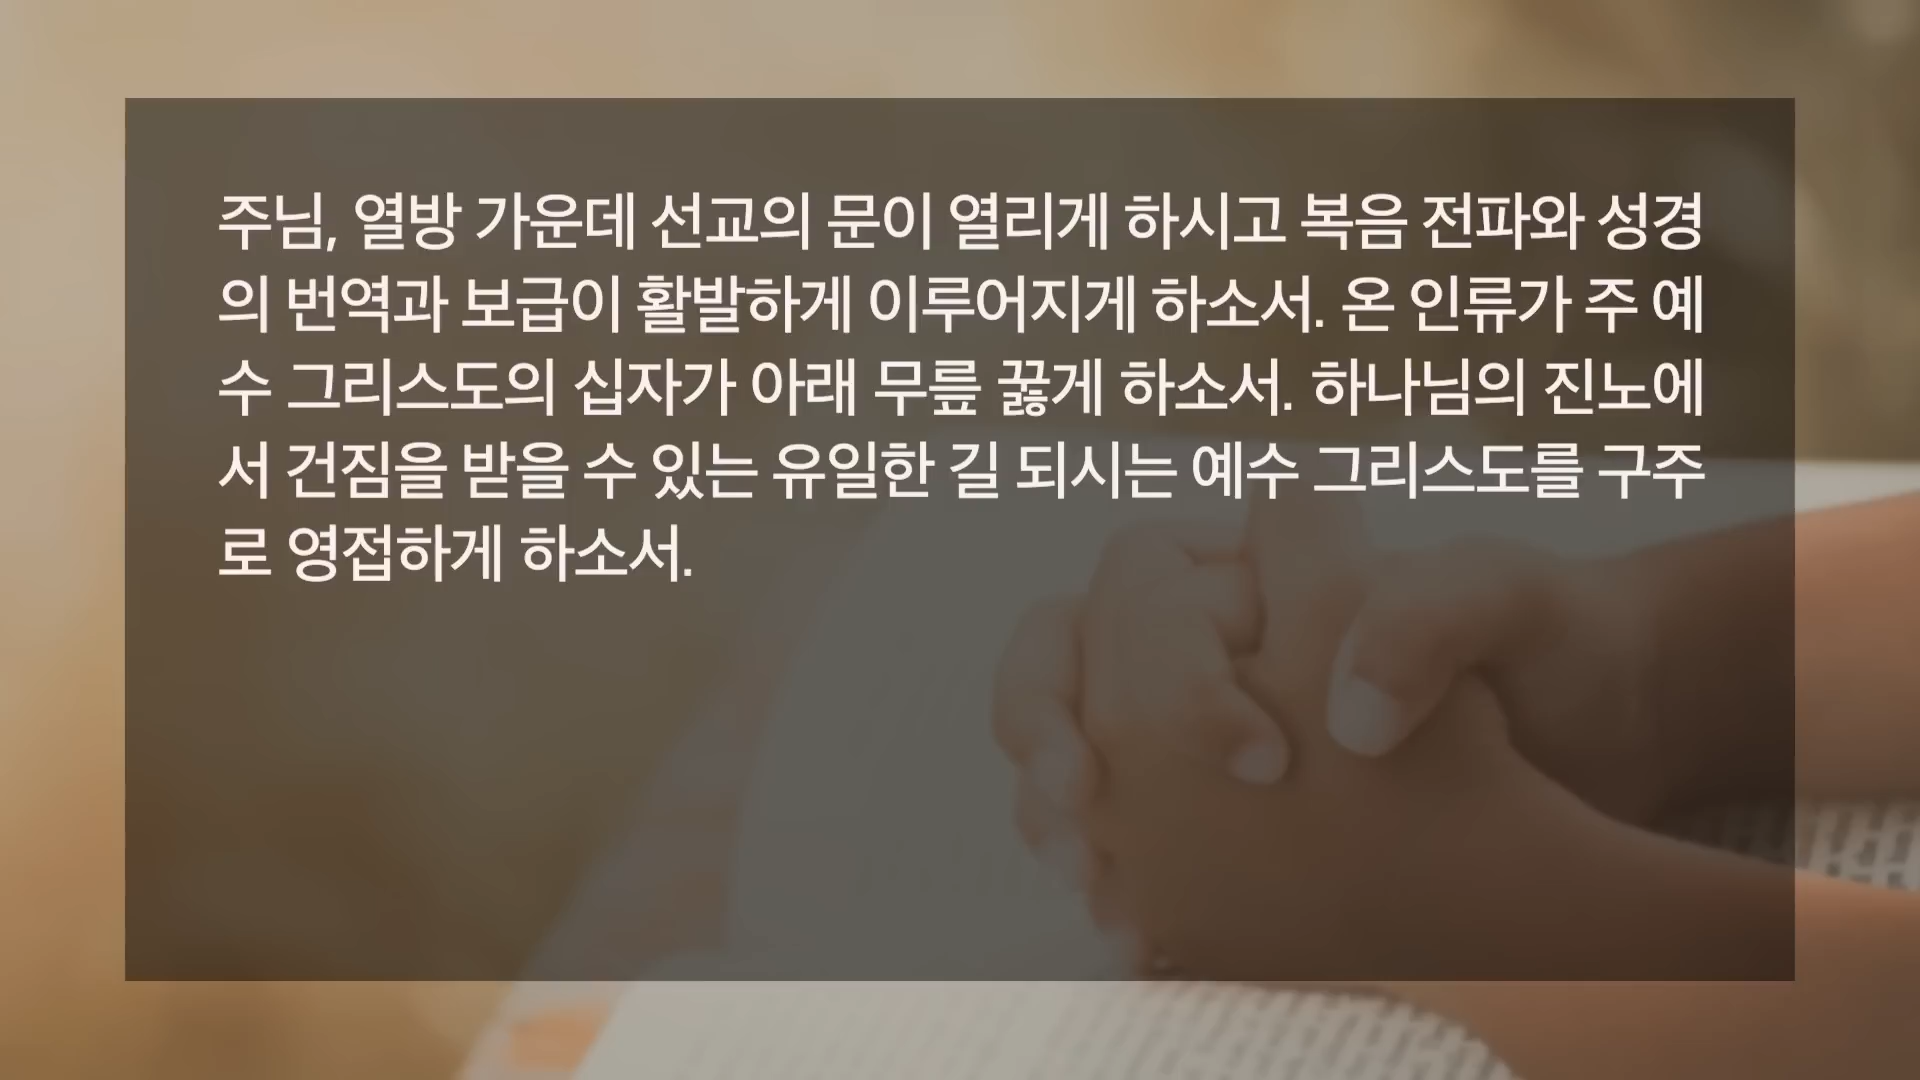 주님, 열방 가운데 선교의 문이 열리게 하시고 복음 전파와 성경
의 번역과 보급이 활발하게 이루어지게 하소서. 온 인류가 주 예
수 그리스도의 십자가 아래 무릎 꿇게 하소서. 하나님의 진노에
서 건짐을 받을 수 있는 유일한 길 되시는 예수 그리스도를 구주
로 영접하게 하소서.